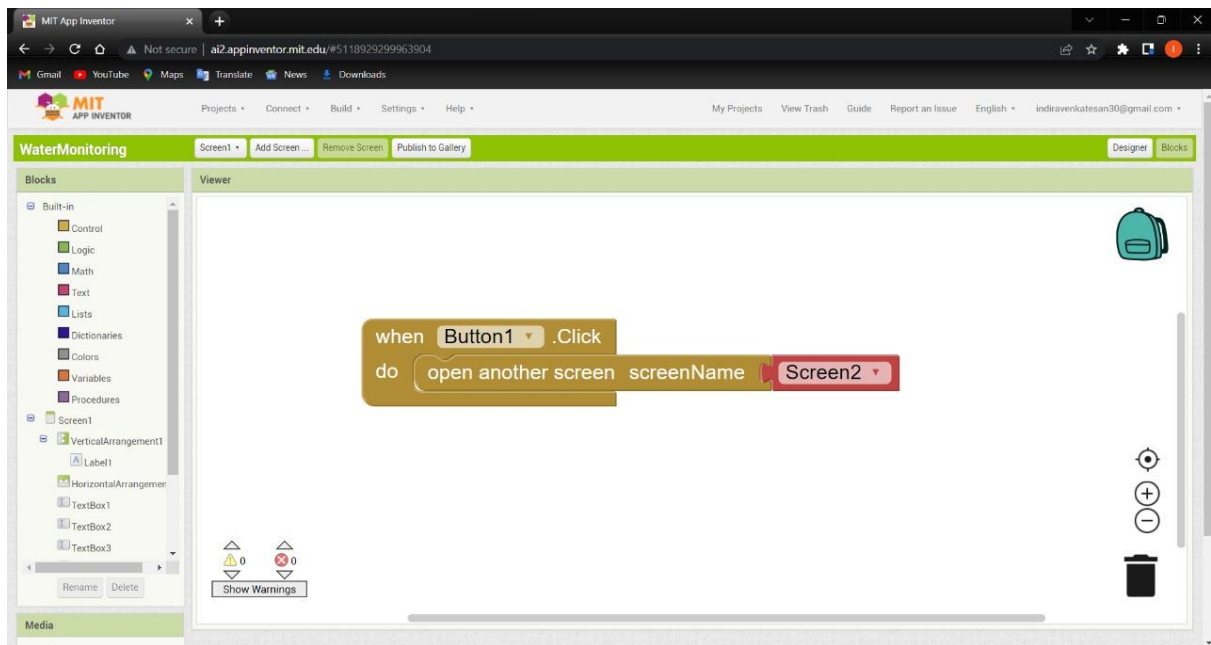 MIT App Inventor
Not secure | ai2.appinventor.mit.edu/#5118929299963904
Gmail YouTube Maps Translate News Downloads
MIT
APP INVENTOR
Projects Connect Build Settings Help My Projects View Trash Guide Report an Issue English indiravenkatesan30@gmail.com
WaterMonitoring Screen1 Add Screen ... Remove Screen Publish to Gallery Designer Blocks
Blocks Viewer
Built-in
Control
Logic
Math
Text
Lists
Dictionaries
Colors
Variables
Procedures
Screen1
VerticalArrangement1
Label1
HorizontalArrangemen
TextBox1
TextBox2
TextBox3
Rename Delete
Media
when Button1 .Click
do open another screen screenName Screen2
0 0
Show Warnings